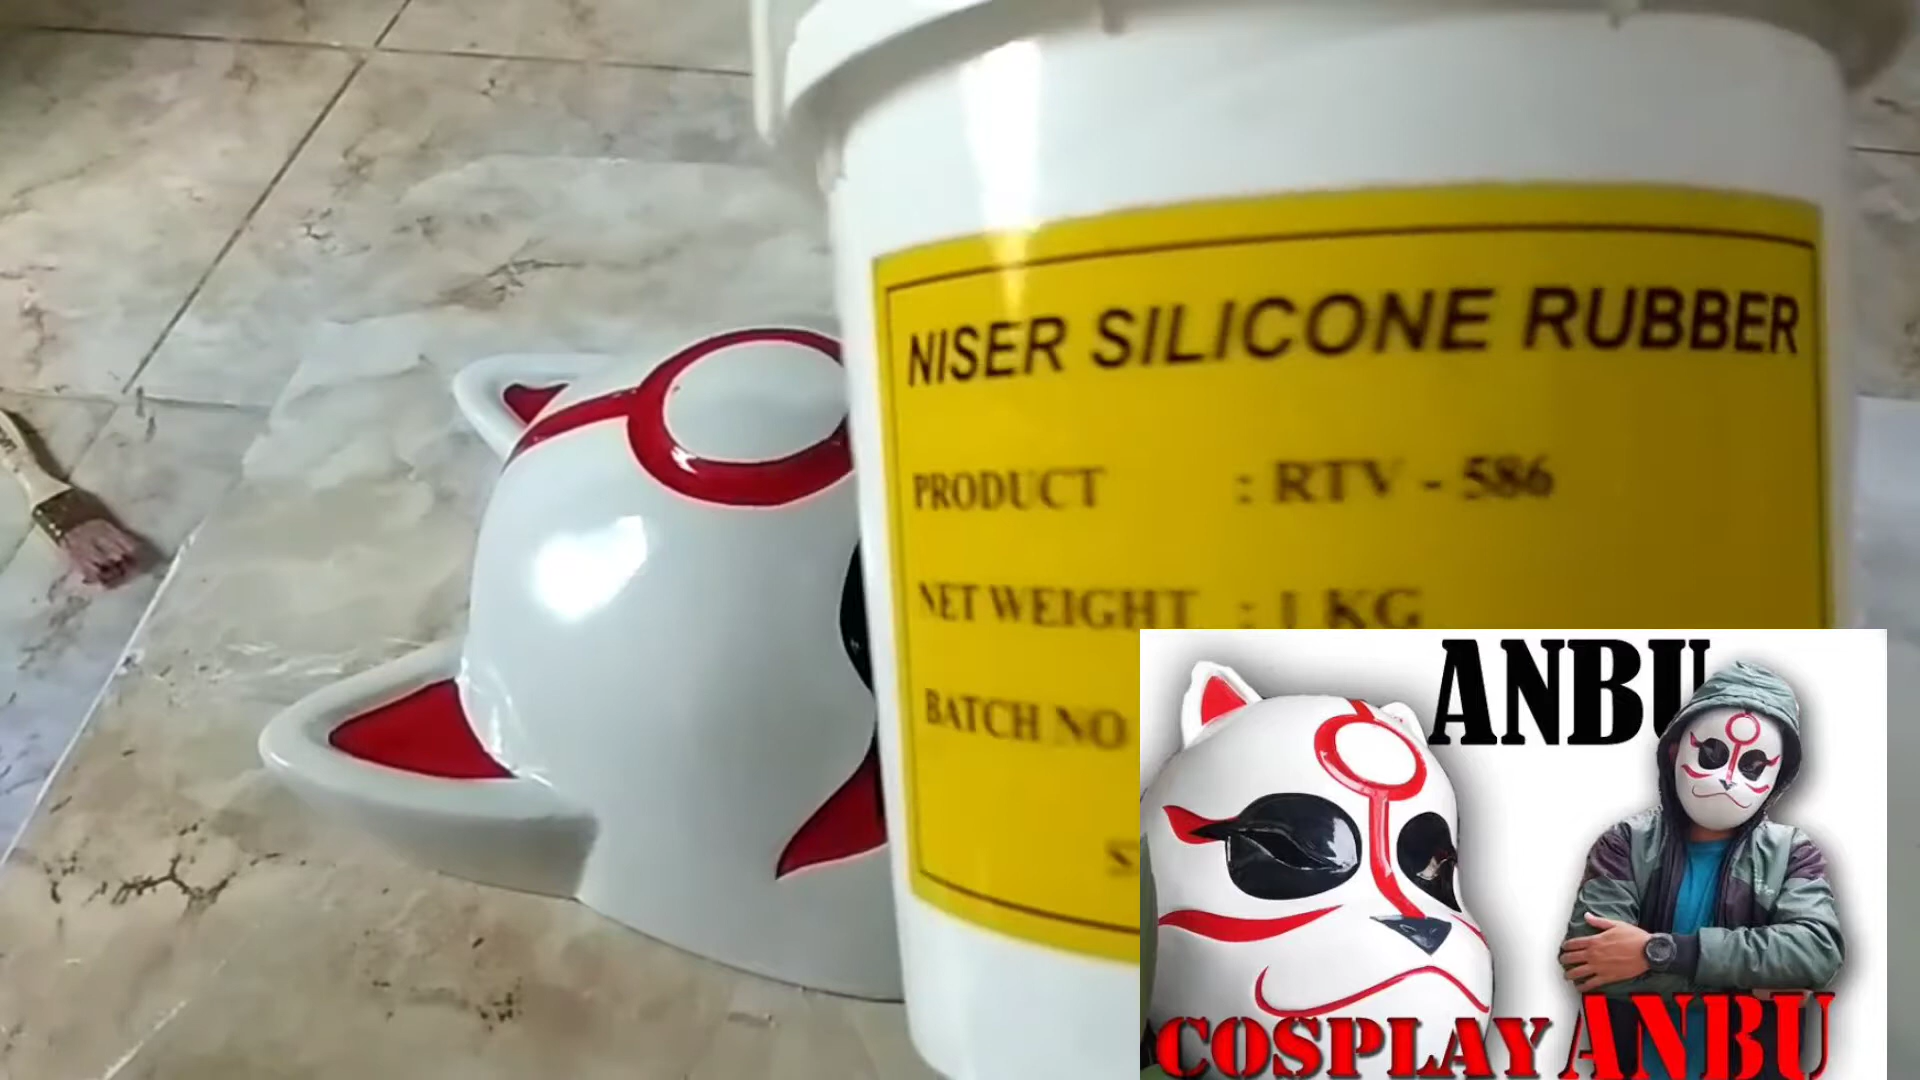 NISER SILICONE RUBBER
PRODUCT : RTV - 586
NET WEIGHT : 1 KG
BATCH NO
ANBU
COSPLAY ANBU